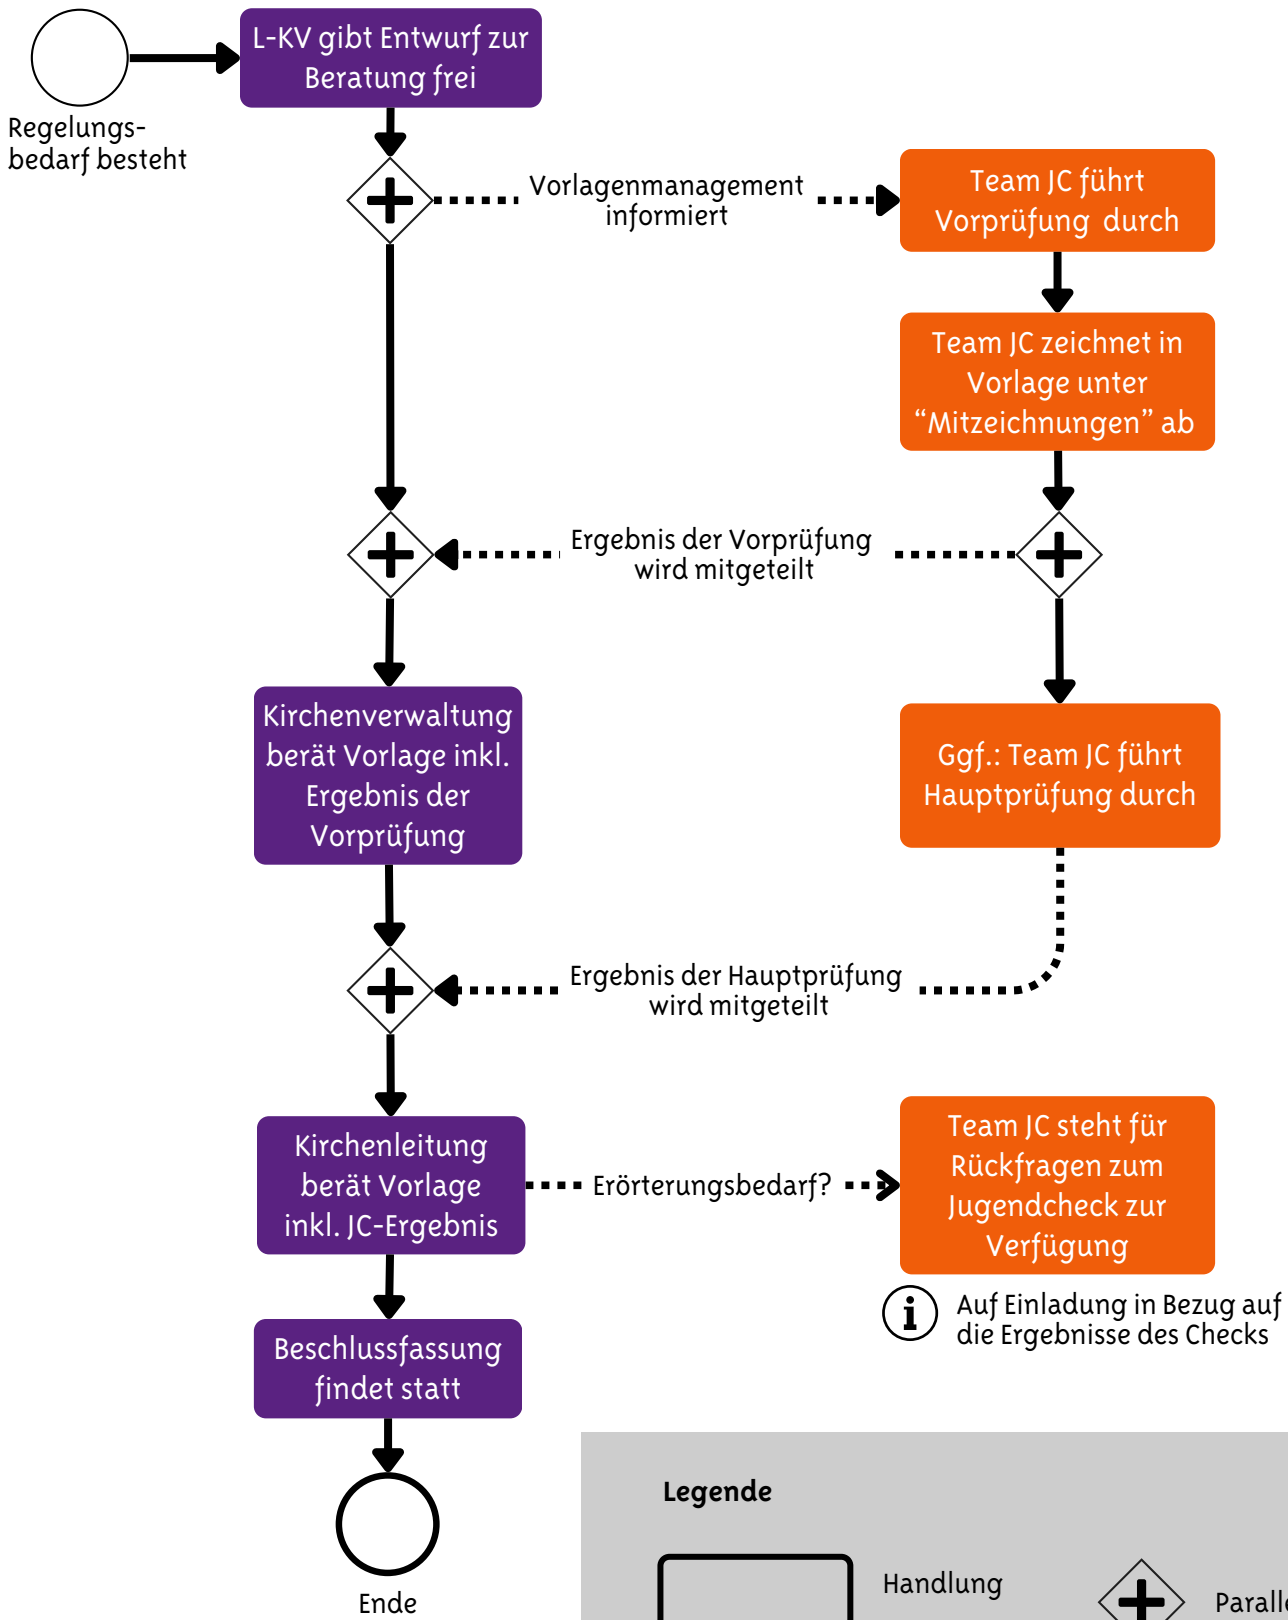 L-KV gibt Entwurf zur
Beratung frei
Regelungs-
bedarf besteht
Vorlagenmanagement
informiert
Team JC führt
Vorprüfung durch
Team JC zeichnet in
Vorlage unter
“Mitzeichnungen” ab
Ergebnis der Vorprüfung
wird mitgeteilt
Kirchenverwaltung
berät Vorlage inkl.
Ergebnis der
Vorprüfung
Ggf.: Team JC führt
Hauptprüfung durch
Ergebnis der Hauptprüfung
wird mitgeteilt
Kirchenleitung
berät Vorlage
inkl. JC-Ergebnis
Erörterungsbedarf?
Team JC steht für
Rückfragen zum
Jugendcheck zur
Verfügung
i
Auf Einladung in Bezug auf
die Ergebnisse des Checks
Beschlussfassung
findet statt
Ende
Legende
Handlung